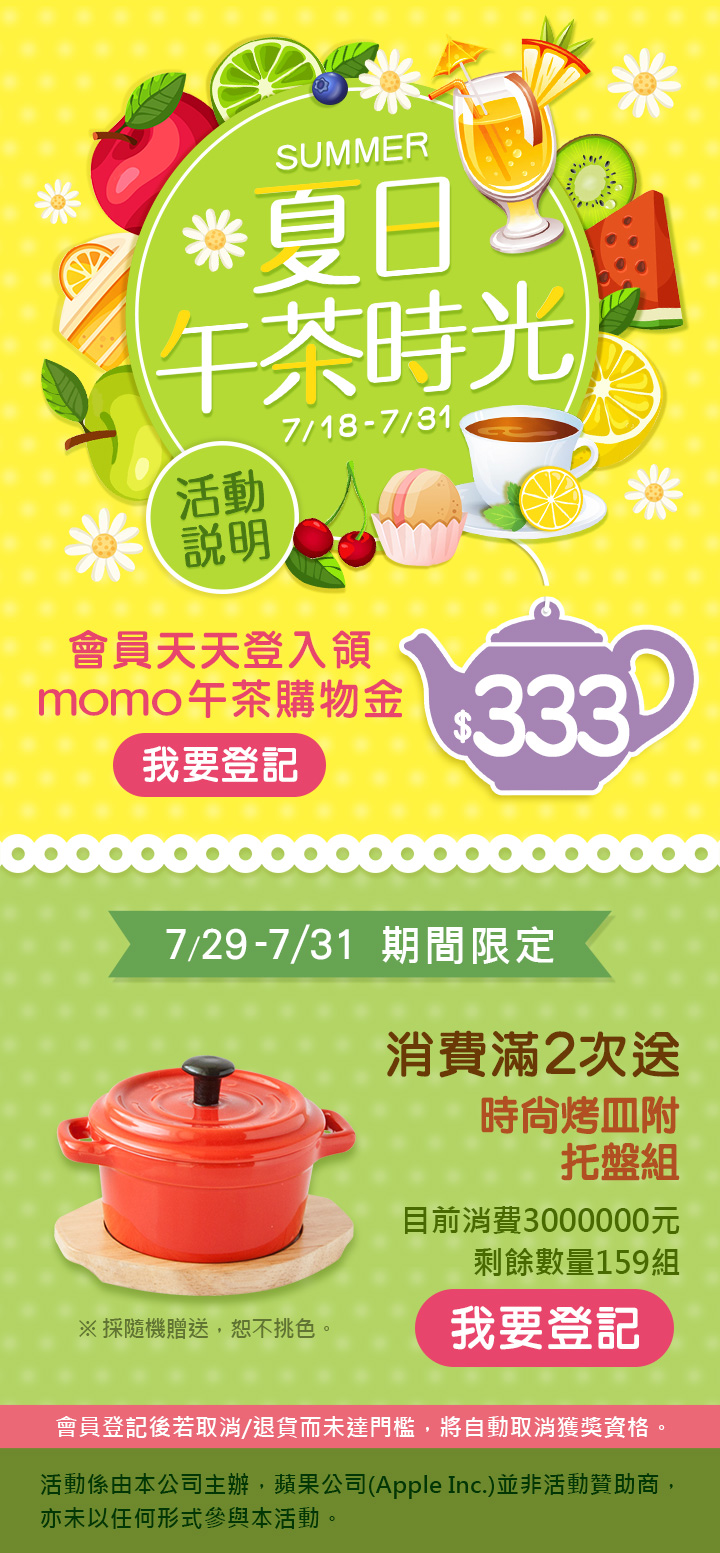 SUMMER
夏日
午茶時光
7/18-7/31
活動
説明
會員天天登入領
momo午茶購物金
$333
我要登記
7/29-7/31 期間限定
消費滿2次送
時尚烤皿附
托盤組
目前消費3000000元
剩餘數量159組
※採隨機贈送，恕不挑色。
我要登記
會員登記後若取消/退貨而未達門檻，將自動取消獲獎資格。
活動係由本公司主辦，蘋果公司(Apple Inc.)並非活動贊助商，
亦未以任何形式參與本活動。